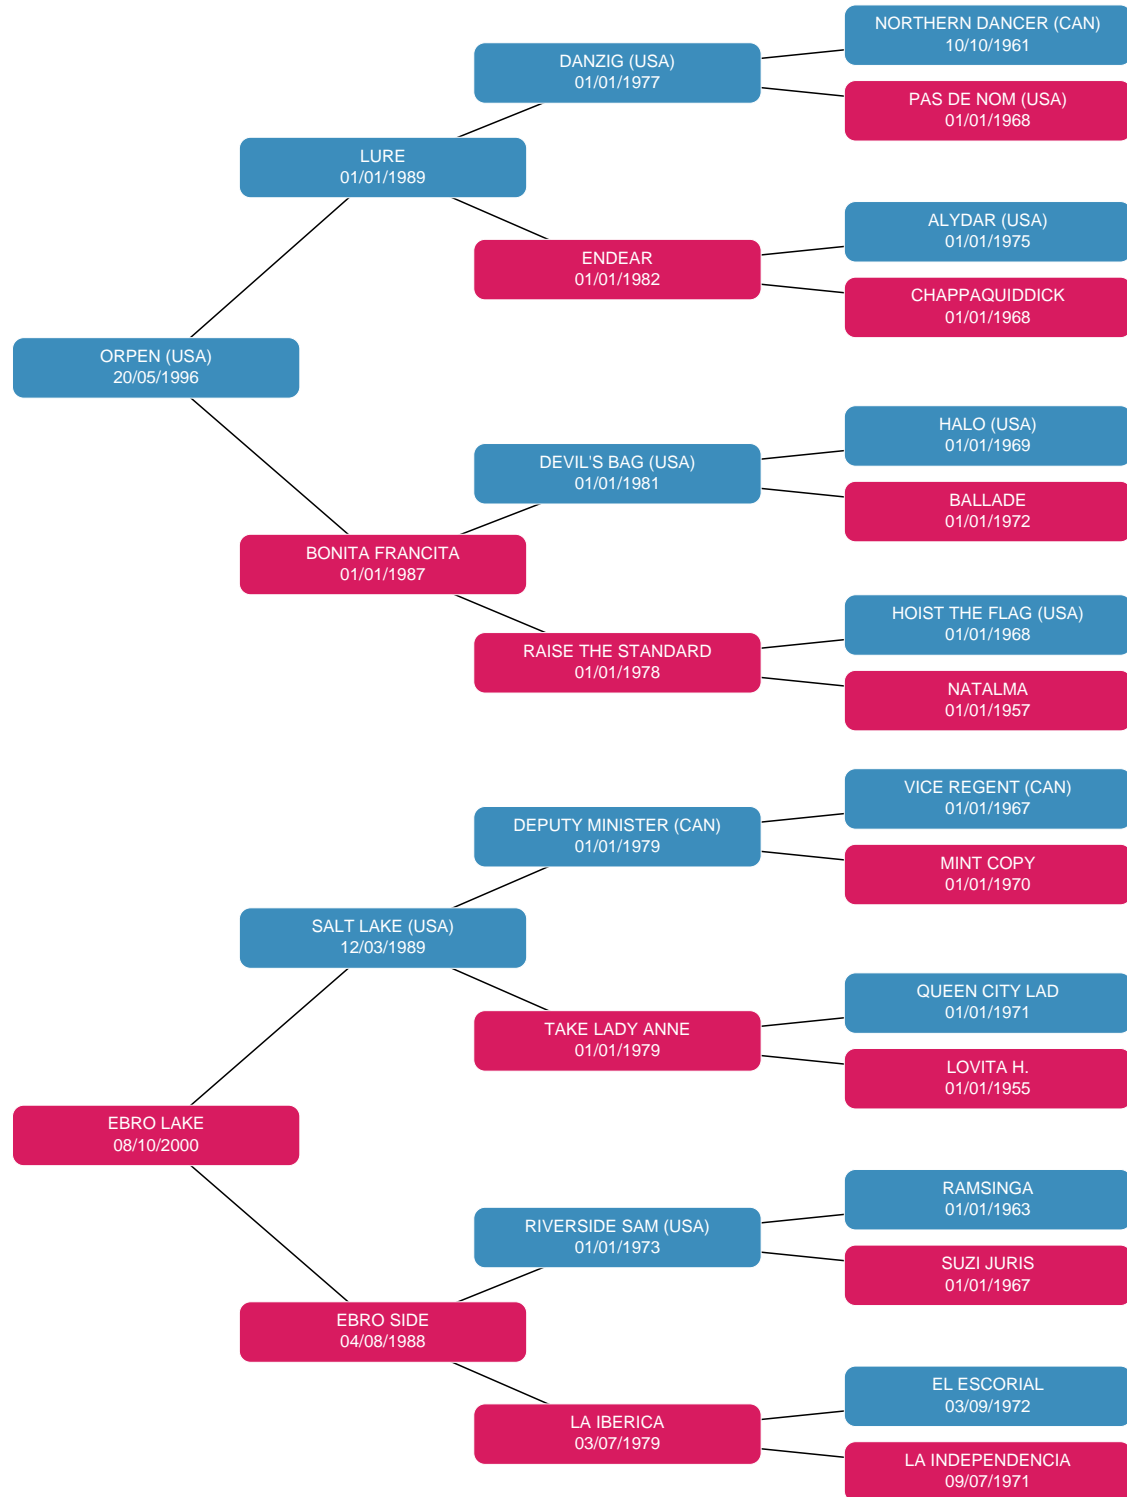 NORTHERN DANCER (CAN)
10/10/1961
DANZIG (USA)
01/01/1977
PAS DE NOM (USA)
01/01/1968
LURE
01/01/1989
ALYDAR (USA)
01/01/1975
ENDEAR
01/01/1982
CHAPPAQUIDDICK
01/01/1968
ORPEN (USA)
20/05/1996
HALO (USA)
01/01/1969
DEVIL'S BAG (USA)
01/01/1981
BALLADE
01/01/1972
BONITA FRANCITA
01/01/1987
HOIST THE FLAG (USA)
01/01/1968
RAISE THE STANDARD
01/01/1978
NATALMA
01/01/1957
VICE REGENT (CAN)
01/01/1967
DEPUTY MINISTER (CAN)
01/01/1979
MINT COPY
01/01/1970
SALT LAKE (USA)
12/03/1989
QUEEN CITY LAD
01/01/1971
TAKE LADY ANNE
01/01/1979
LOVITA H.
01/01/1955
EBRO LAKE
08/10/2000
RAMSINGA
01/01/1963
RIVERSIDE SAM (USA)
01/01/1973
SUZI JURIS
01/01/1967
EBRO SIDE
04/08/1988
EL ESCORIAL
03/09/1972
LA IBERICA
03/07/1979
LA INDEPENDENCIA
09/07/1971